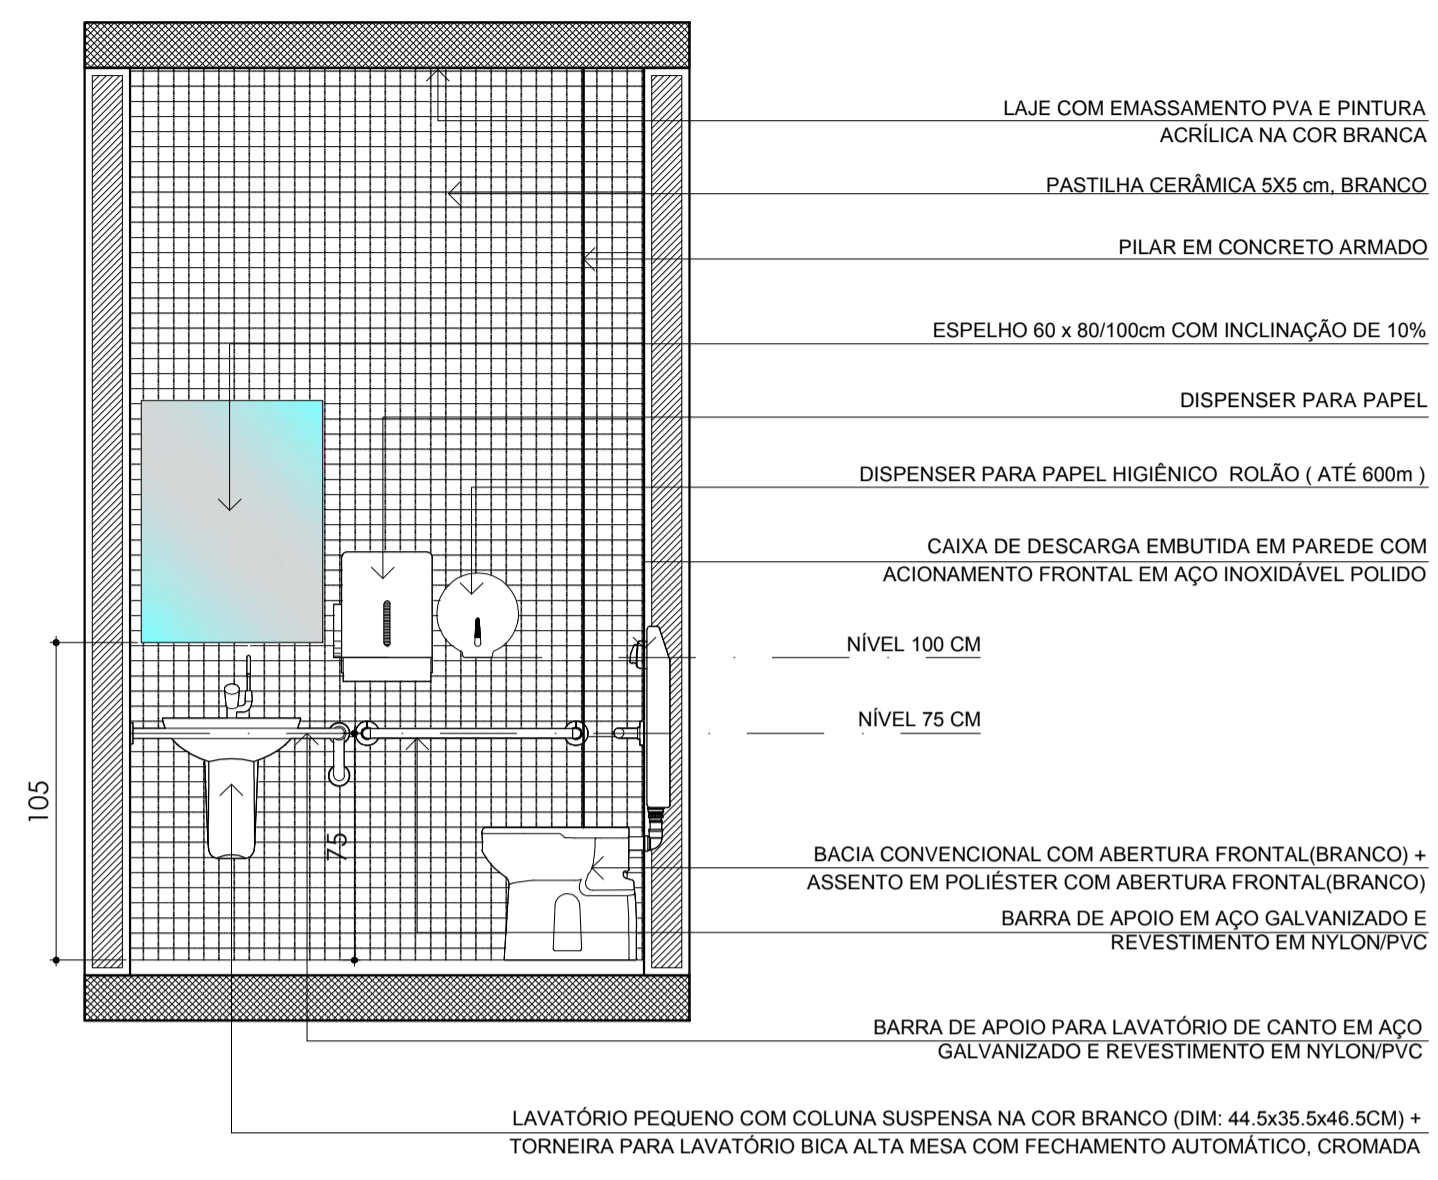 LAJE COM EMASSAMENTO PVA E PINTURA
ACRÍLICA NA COR BRANCA
PASTILHA CERÂMICA 5X5 cm, BRANCO
PILAR EM CONCRETO ARMADO
ESPELHO 60 x 80/100cm COM INCLINAÇÃO DE 10%
DISPENSER PARA PAPEL
DISPENSER PARA PAPEL HIGIÊNICO ROLÃO ( ATÉ 600m )
CAIXA DE DESCARGA EMBUTIDA EM PAREDE COM
ACIONAMENTO FRONTAL EM AÇO INOXIDÁVEL POLIDO
NÍVEL 100 CM
NÍVEL 75 CM
105
75
BACIA CONVENCIONAL COM ABERTURA FRONTAL(BRANCO) +
ASSENTO EM POLIÉSTER COM ABERTURA FRONTAL(BRANCO)
BARRA DE APOIO EM AÇO GALVANIZADO E
REVESTIMENTO EM NYLON/PVC
BARRA DE APOIO PARA LAVATÓRIO DE CANTO EM AÇO
GALVANIZADO E REVESTIMENTO EM NYLON/PVC
LAVATÓRIO PEQUENO COM COLUNA SUSPENSA NA COR BRANCO (DIM: 44.5x35.5x46.5CM) +
TORNEIRA PARA LAVATÓRIO BICA ALTA MESA COM FECHAMENTO AUTOMÁTICO, CROMADA